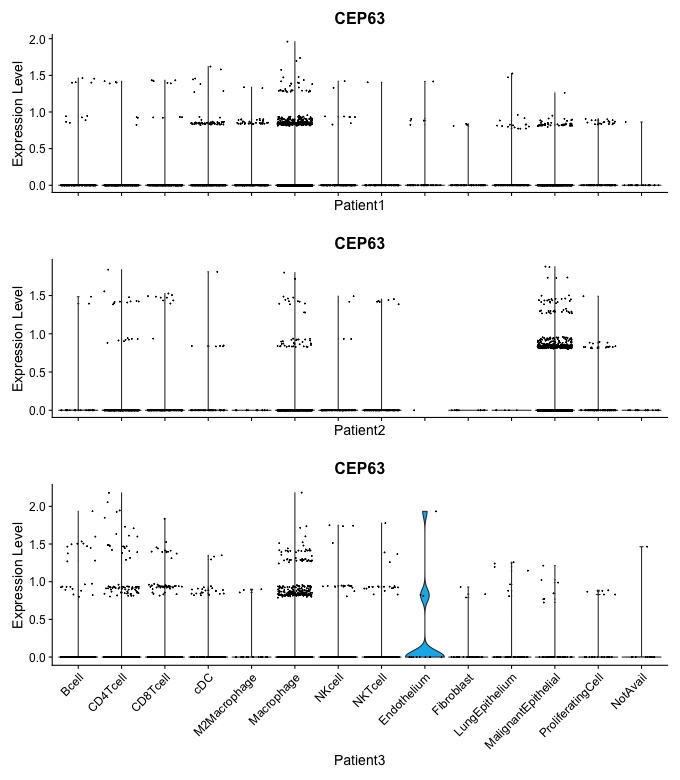 CEP63
Expression Level
2.0
1.5
1.0
0.5
0.0
Patient1
CEP63
Expression Level
1.5
1.0
0.5
0.0
Patient2
CEP63
Expression Level
2.0
1.5
1.0
0.5
0.0
Bcell
CD4Tcell
CD8Tcell
cDC
M2Macrophage
Macrophage
NKcell
NKTcell
Endothelium
Fibroblast
LungEpithelium
MalignantEpithelial
ProliferatingCell
NotAvail
Patient3